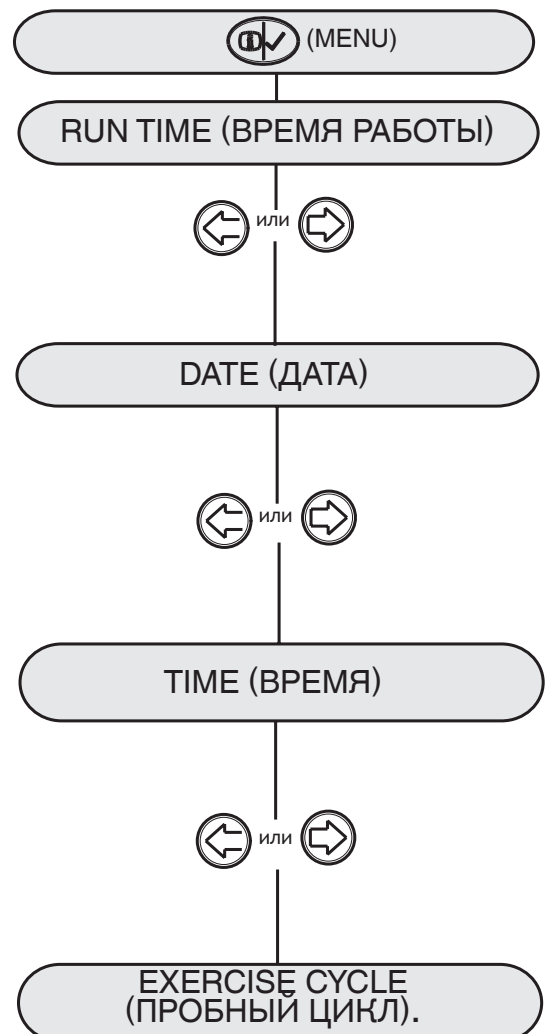 (MENU)
RUN TIME (ВРЕМЯ РАБОТЫ)
или
DATE (ДАТА)
или
TIME (ВРЕМЯ)
или
EXERCISE CYCLE
(ПРОБНЫЙ ЦИКЛ).